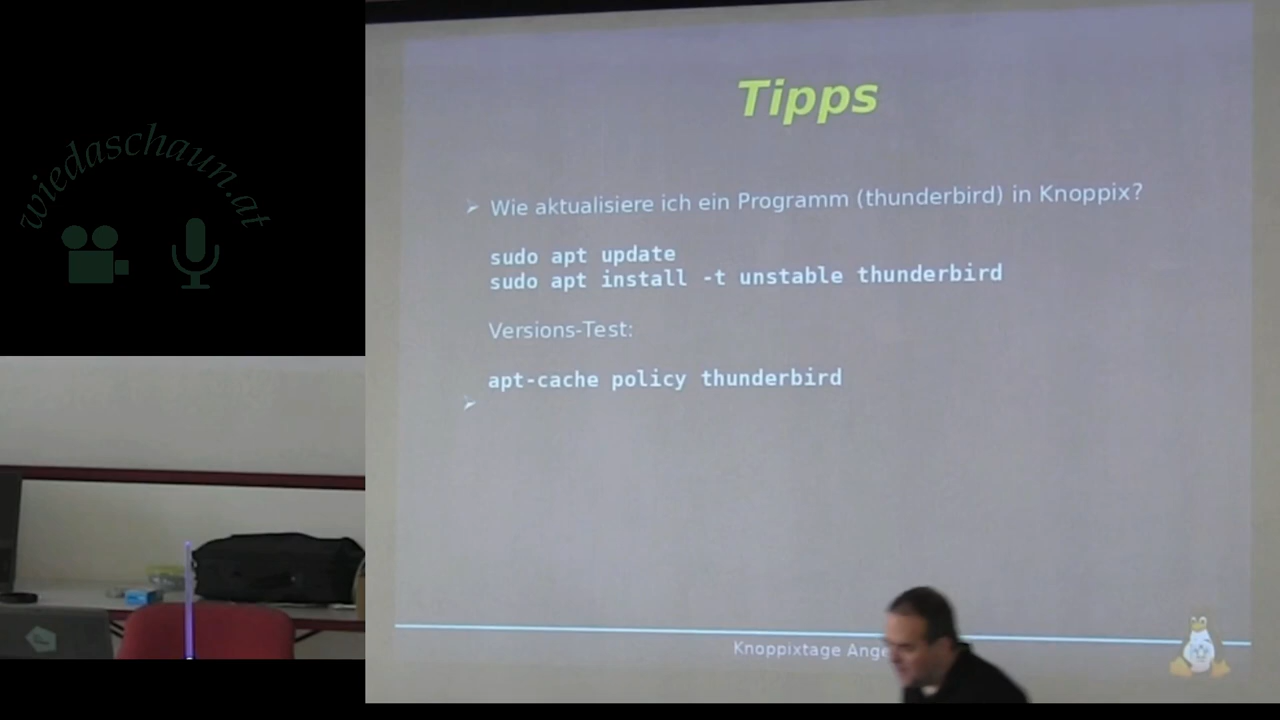 wiedaschaun.at
Tipps
Wie aktualisiere ich ein Programm (thunderbird) in Knoppix?
sudo apt update
sudo apt install -t unstable thunderbird
Versions-Test:
apt-cache policy thunderbird
Knoppixtage